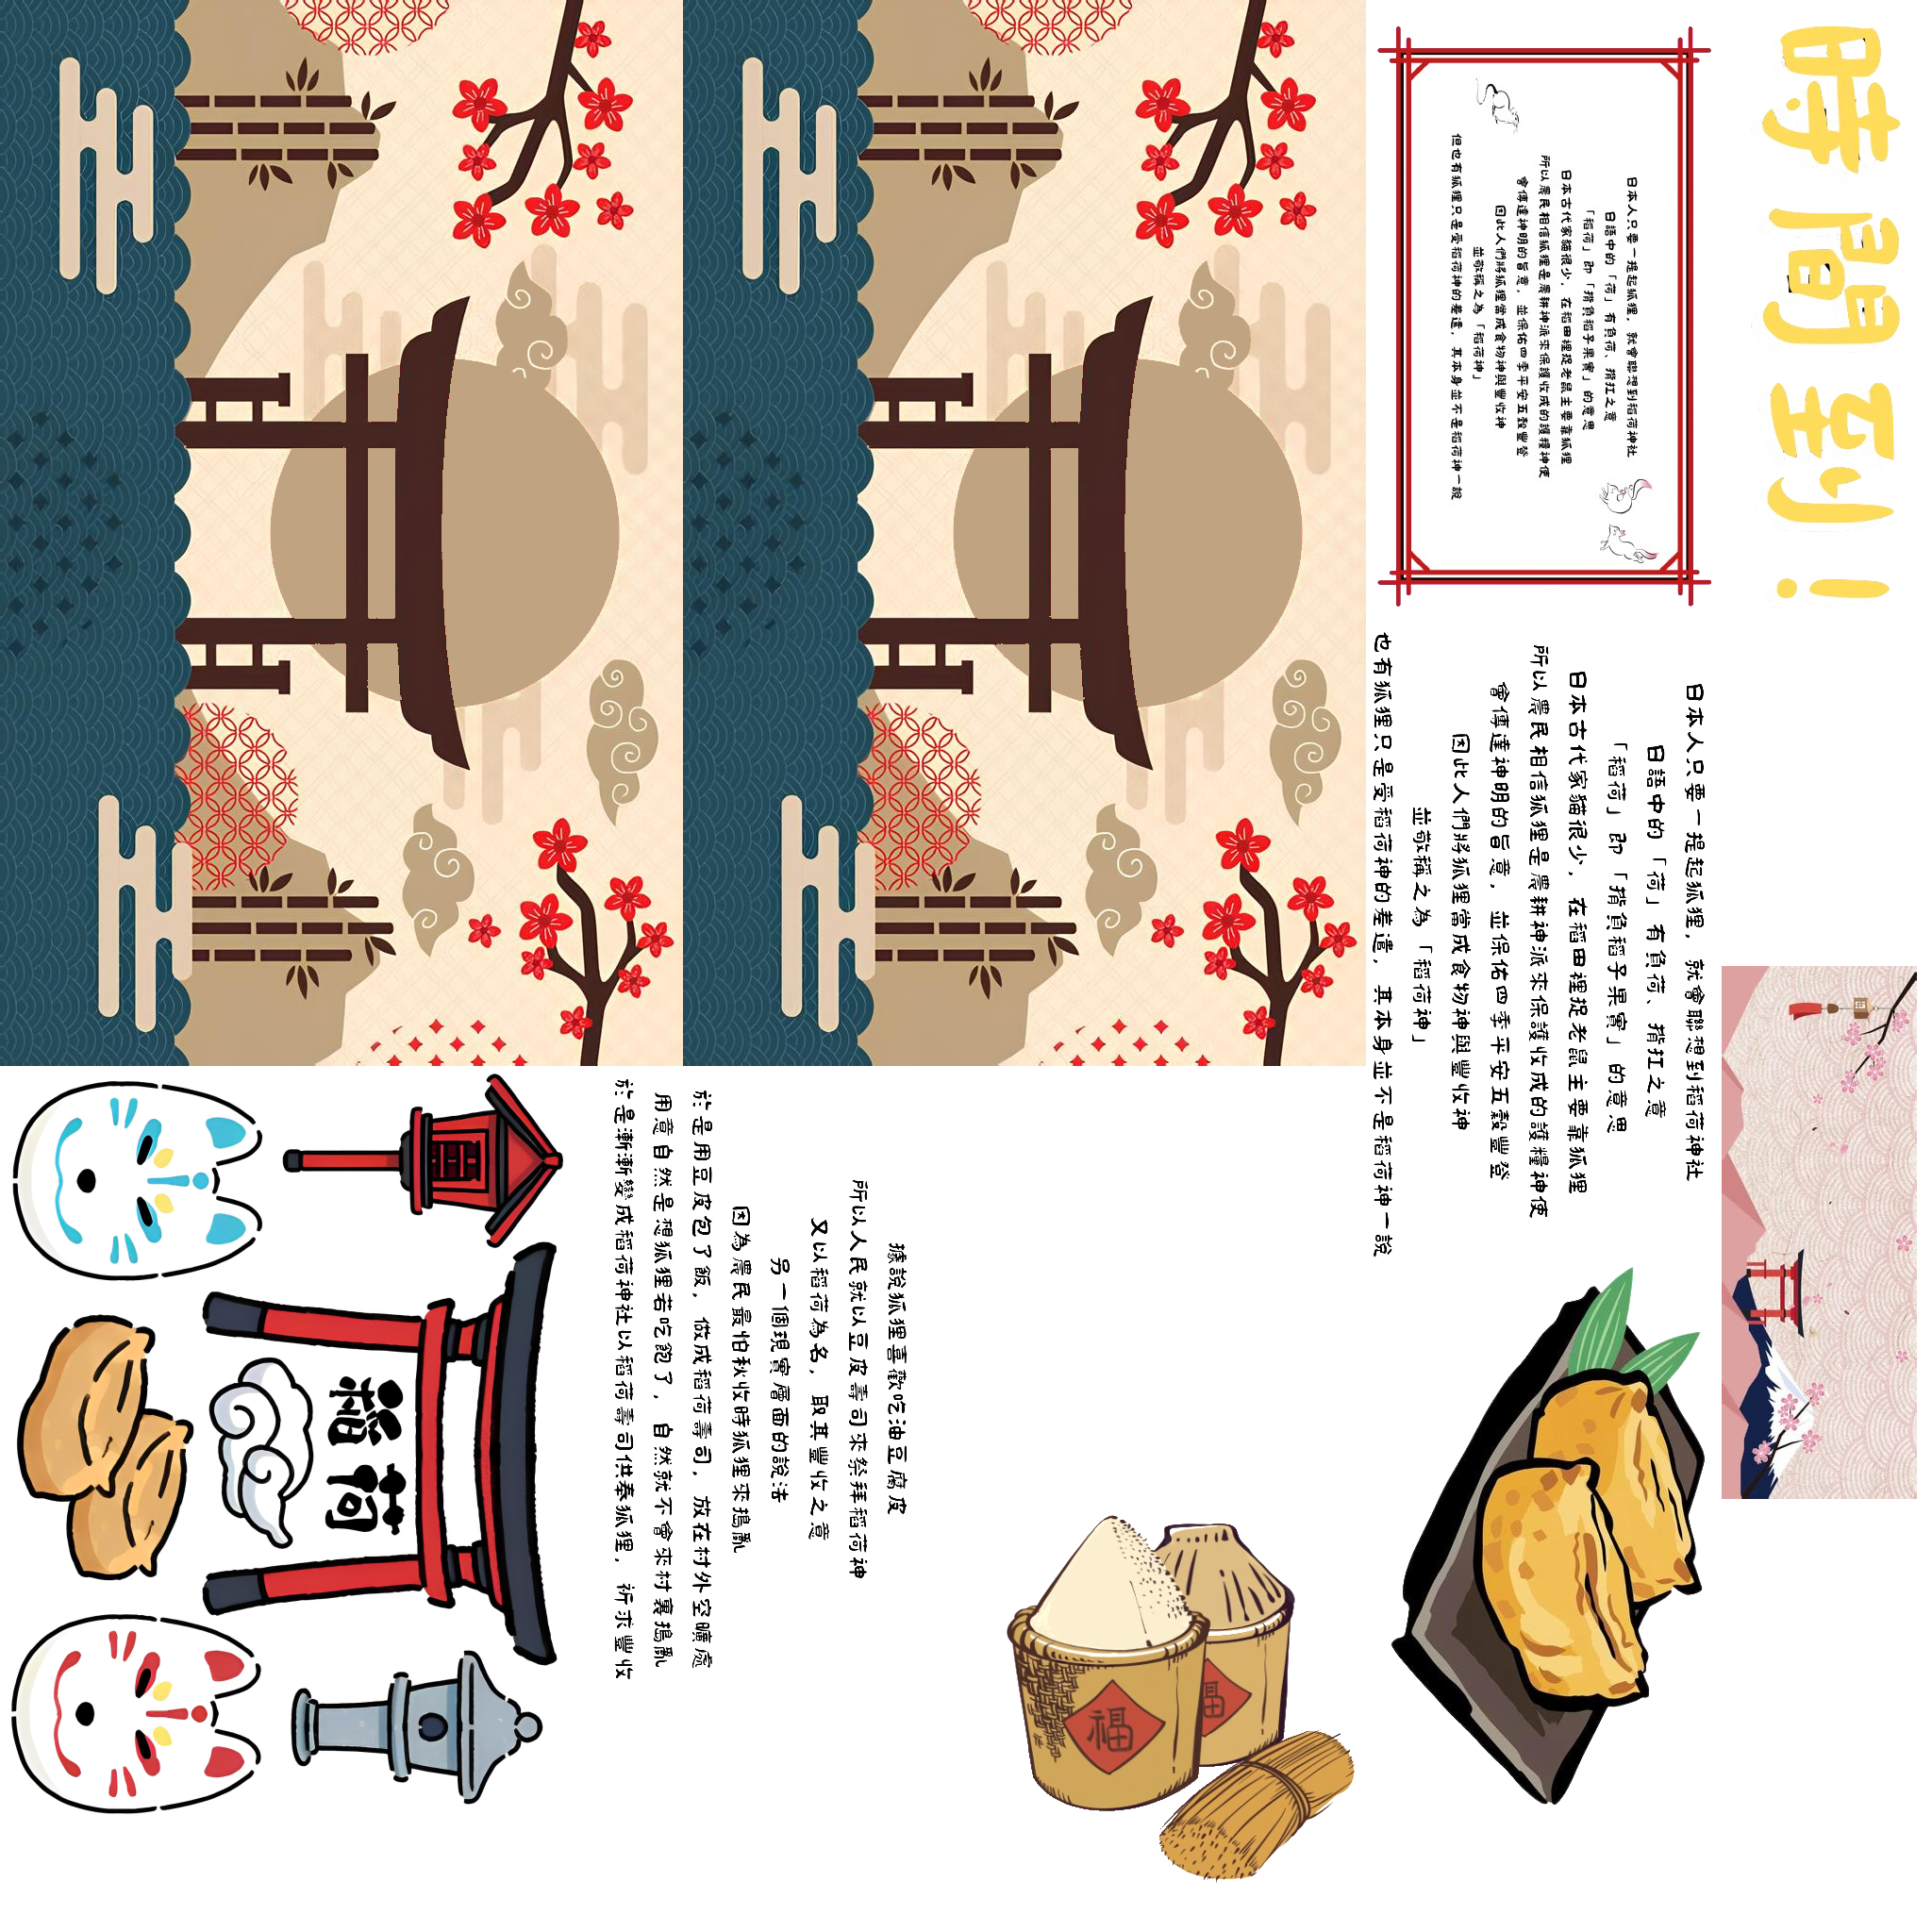 時間到！
日本人只要一提起狐狸，就會聯想到稻荷神社
日語中的「荷」有負荷、揹扛之意
「稻荷」即「揹負稻子果實」的意思
日本古代家貓很少，在稻田裡捉老鼠主要靠狐狸
所以農民相信狐狸是農耕神派來保護收成的護糧神使
會傳達神明的旨意，並保佑四季平安五穀豐登
因此人們將狐狸當成食物神與豐收神
並敬稱之為「稻荷神」
但也有狐狸只是受稻荷神的差遣，其本身並不是稻荷神一說
日本人只要一提起狐狸，就會聯想到稻荷神社
日語中的「荷」有負荷、揹扛之意
「稻荷」即「揹負稻子果實」的意思
日本古代家貓很少，在稻田裡捉老鼠主要靠狐狸
所以農民相信狐狸是農耕神派來保護收成的護糧神使
會傳達神明的旨意，並保佑四季平安五穀豐登
因此人們將狐狸當成食物神與豐收神
並敬稱之為「稻荷神」
也有狐狸只是受稻荷神的差遣，其本身並不是稻荷神一說
據說狐狸喜歡吃油豆腐皮
所以人民就以豆皮壽司來祭拜稻荷神
又以稻荷為名，取其豐收之意
另一個現實層面的說法
因為農民最怕秋收時狐狸來搗亂
於是用豆皮包了飯，做成稻荷壽司，放在村外空曠處
用意自然是想狐狸若吃飽了，自然就不會來村裏搗亂
於是漸漸變成稻荷神社以稻荷壽司供奉狐狸，祈求豐收
稻荷
福
福